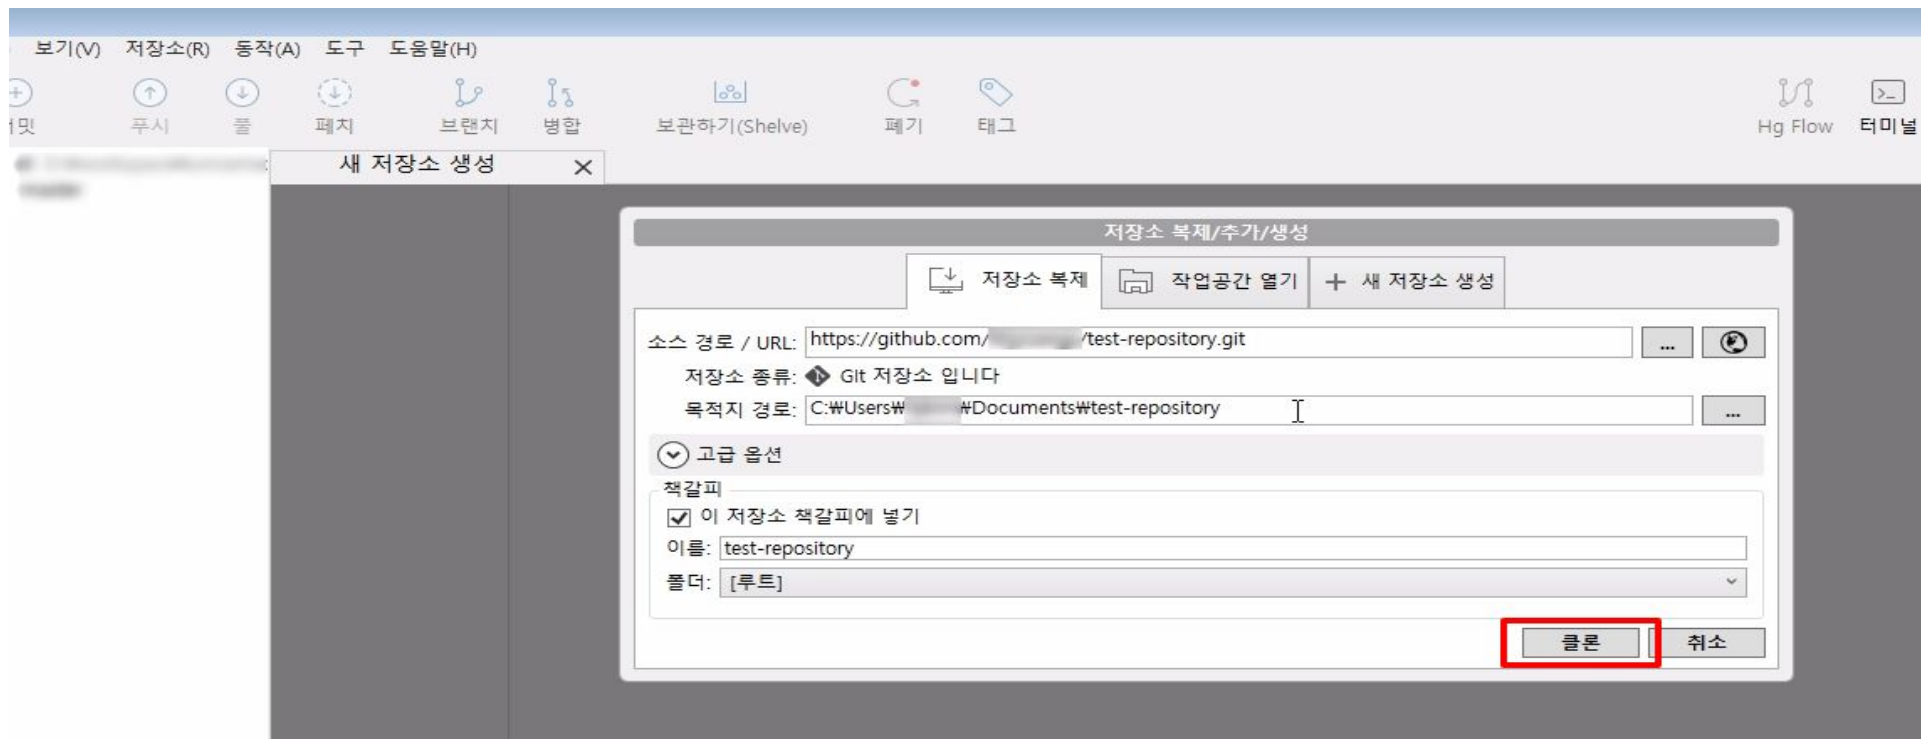 보기(V) 저장소(R) 동작(A) 도구 도움말(H)
푸시 풀 페치 브랜치 병합 보관하기(Shelve) 폐기 태그 Hg Flow 터미널
새 저장소 생성
저장소 복제/추가/생성
저장소 복제 작업공간 열기 + 새 저장소 생성
소스 경로 / URL: https://github.com/ /test-repository.git ...
저장소 종류: GIt 저장소 입니다
목적지 경로: C:₩Users₩ ₩Documents₩test-repository ...
고급 옵션
책갈피
이 저장소 책갈피에 넣기
이름: test-repository
폴더: [루트]
클론 취소